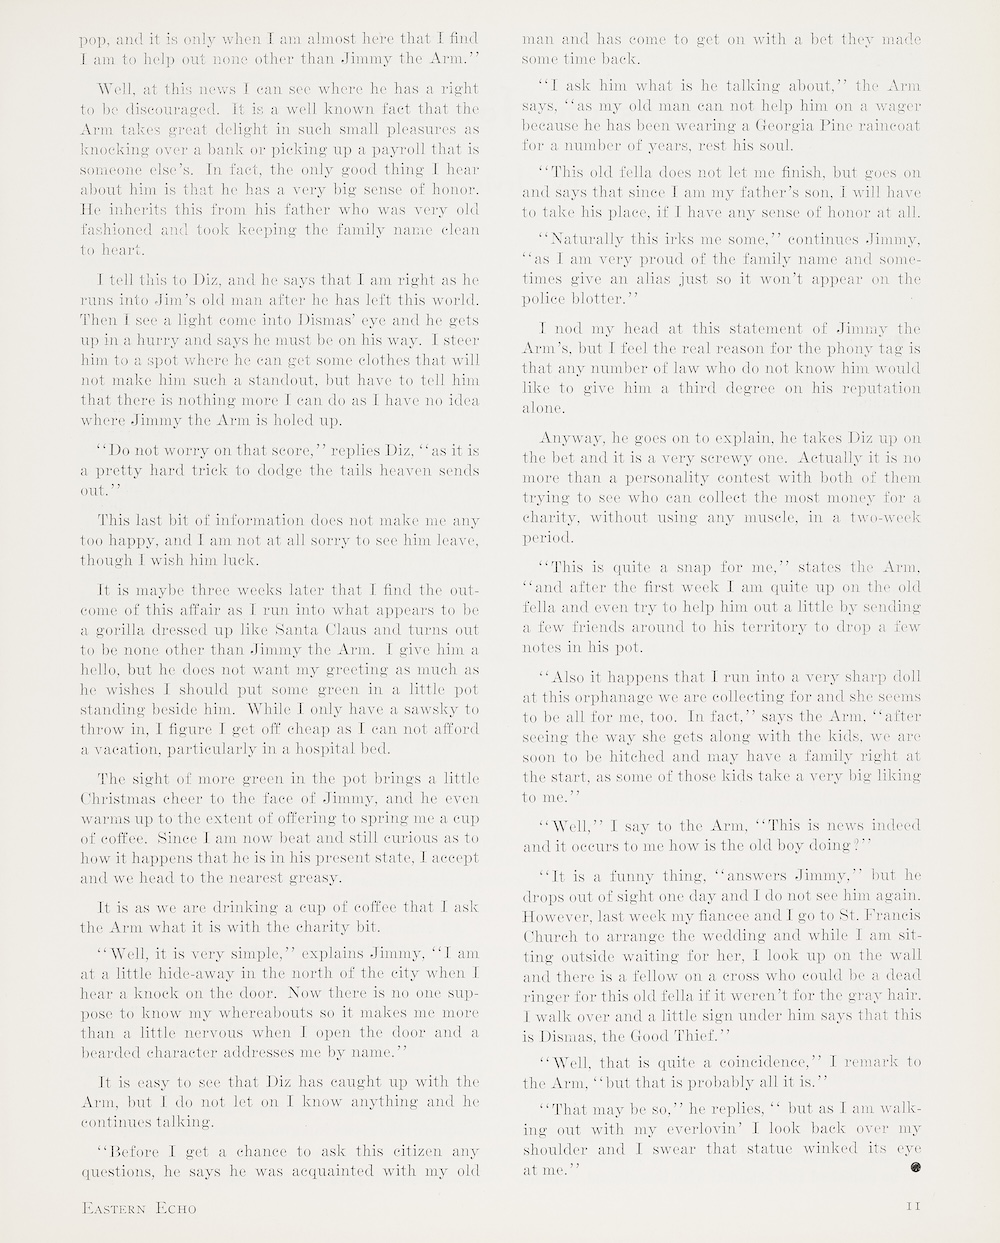 pop, and it is only when I am almost here that I find
I am to help out none other than Jimmy the Arm."
Well, at this news I can see where he has a right
to be discouraged. It is a well known fact that the
Arm takes great delight in such small pleasures as
knocking over a bank or picking up a payroll that is
someone else's. In fact, the only good thing I hear
about him is that he has a very big sense of honor.
He inherits this from his father who was very old
fashioned and took keeping the family name clean
to heart.
I tell this to Diz, and he says that I am right as he
runs into Jim's old man after he has left this world.
Then I see a light come into Dismas' eye and he gets
up in a hurry and says he must be on his way. I steer
him to a spot where he can get some clothes that will
not make him such a standout, but have to tell him
that there is nothing more I can do as I have no idea
where Jimmy the Arm is holed up.
"Do not worry on that score," replies Diz, "as it is
a pretty hard trick to dodge the tails heaven sends
out."
This last bit of information does not make me any
too happy, and I am not at all sorry to see him leave,
though I wish him luck.
It is maybe three weeks later that I find the out-
come of this affair as I run into what appears to be
a gorilla dressed up like Santa Claus and turns out
to be none other than Jimmy the Arm. I give him a
hello, but he does not want my greeting as much as
he wishes I should put some green in a little pot
standing beside him. While I only have a sawsky to
throw in, I figure I get off cheap as I can not afford
a vacation, particularly in a hospital bed.
The sight of more green in the pot brings a little
Christmas cheer to the face of Jimmy, and he even
warms up to the extent of offering to spring me a cup
of coffee. Since I am now beat and still curious as to
how it happens that he is in his present state, I accept
and we head to the nearest greasy.
It is as we are drinking a cup of coffee that I ask
the Arm what it is with the charity bit.
"Well, it is very simple," explains Jimmy, "I am
at a little hide-away in the north of the city when I
hear a knock on the door. Now there is no one sup-
pose to know my whereabouts so it makes me more
than a little nervous when I open the door and a
bearded character addresses me by name."
It is easy to see that Diz has caught up with the
Arm, but I do not let on I know anything and he
continues talking.
"Before I get a chance to ask this citizen any
questions, he says he was acquainted with my old
man and has come to get on with a bet they made
some time back.
"I ask him what is he talking about," the Arm
says, "as my old man can not help him on a wager
because he has been wearing a Georgia Pine raincoat
for a number of years, rest his soul.
"This old fella does not let me finish, but goes on
and says that since I am my father's son, I will have
to take his place, if I have any sense of honor at all.
"Naturally this irks me some," continues Jimmy,
"as I am very proud of the family name and some-
times give an alias just so it won't appear on the
police blotter."
I nod my head at this statement of Jimmy the
Arm's, but I feel the real reason for the phony tag is
that any number of law who do not know him would
like to give him a third degree on his reputation
alone.
Anyway, he goes on to explain, he takes Diz up on
the bet and it is a very screwy one. Actually it is no
more than a personality contest with both of them
trying to see who can collect the most money for a
charity, without using any muscle, in a two-week
period.
"This is quite a snap for me," states the Arm,
"and after the first week I am quite up on the old
fella and even try to help him out a little by sending
a few friends around to his territory to drop a few
notes in his pot.
"Also it happens that I run into a very sharp doll
at this orphanage we are collecting for and she seems
to be all for me, too. In fact," says the Arm, "after
seeing the way she gets along with the kids, we are
soon to be hitched and may have a family right at
the start, as some of those kids take a very big liking
to me."
"Well," I say to the Arm, "This is news indeed
and it occurs to me how is the old boy doing?"
"It is a funny thing, "answers Jimmy," but he
drops out of sight one day and I do not see him again.
However, last week my fiancee and I go to St. Francis
Church to arrange the wedding and while I am sit-
ting outside waiting for her, I look up on the wall
and there is a fellow on a cross who could be a dead
ringer for this old fella if it weren't for the gray hair.
I walk over and a little sign under him says that this
is Dismas, the Good Thief."
"Well, that is quite a coincidence," I remark to
the Arm, "but that is probably all it is."
"That may be so," he replies, " but as I am walk-
ing out with my everlovin' I look back over my
shoulder and I swear that statue winked its eye
at me."
EASTERN ECHO
11